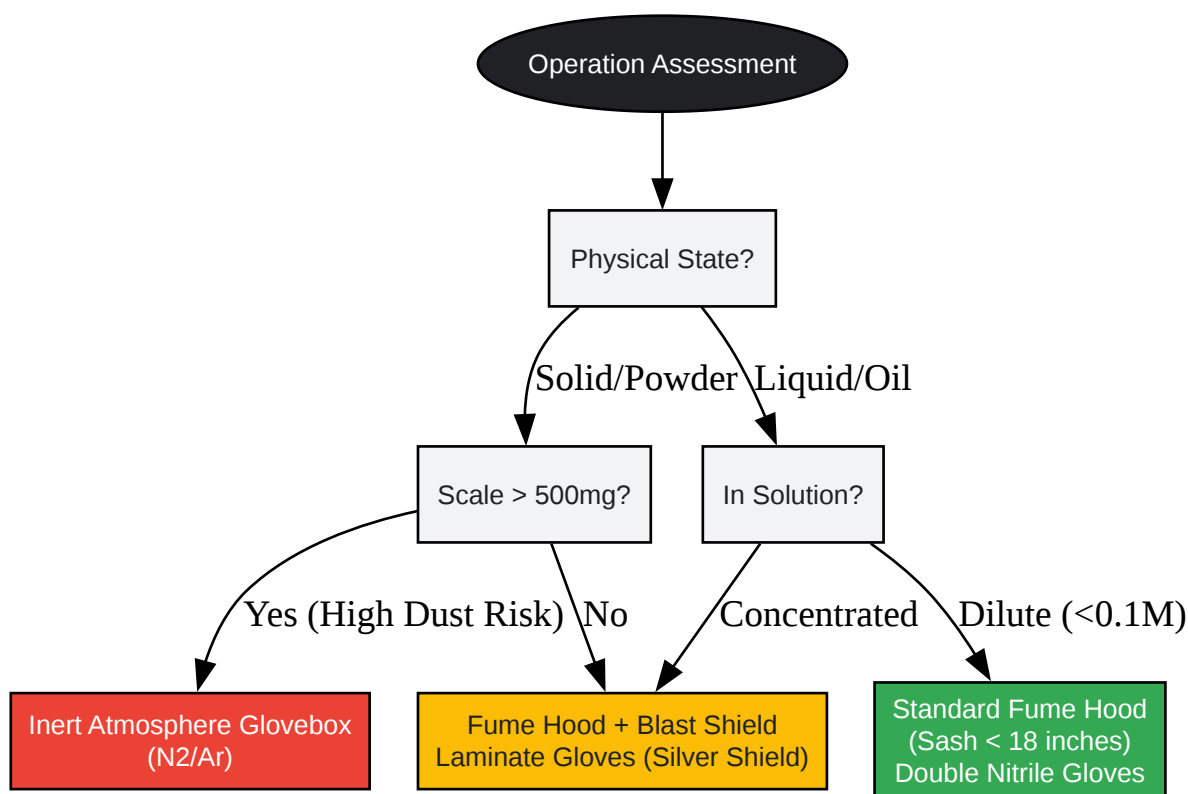 Operation Assessment
Physical State?
Solid/Powder
Liquid/Oil
Scale > 500mg?
In Solution?
Yes (High Dust Risk)
No
Concentrated
Dilute (<0.1M)
Inert Atmosphere Glovebox
(N2/Ar)
Fume Hood + Blast Shield
Laminate Gloves (Silver Shield)
Standard Fume Hood
(Sash < 18 inches)
Double Nitrile Gloves